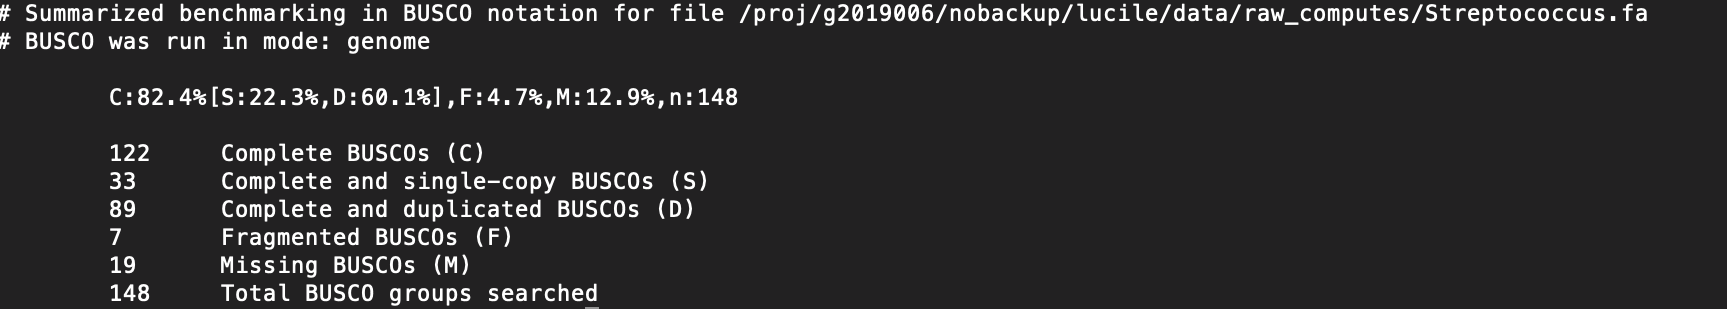 # Summarized benchmarking in BUSCO notation for file /proj/g2019006/nobackup/lucile/data/raw_computes/Streptococcus.fa
# BUSCO was run in mode: genome
C:82.4%[S:22.3%,D:60.1%],F:4.7%,M:12.9%,n:148
122 Complete BUSCOs (C)
33 Complete and single-copy BUSCOs (S)
89 Complete and duplicated BUSCOs (D)
7 Fragmented BUSCOs (F)
19 Missing BUSCOs (M)
148 Total BUSCO groups searched